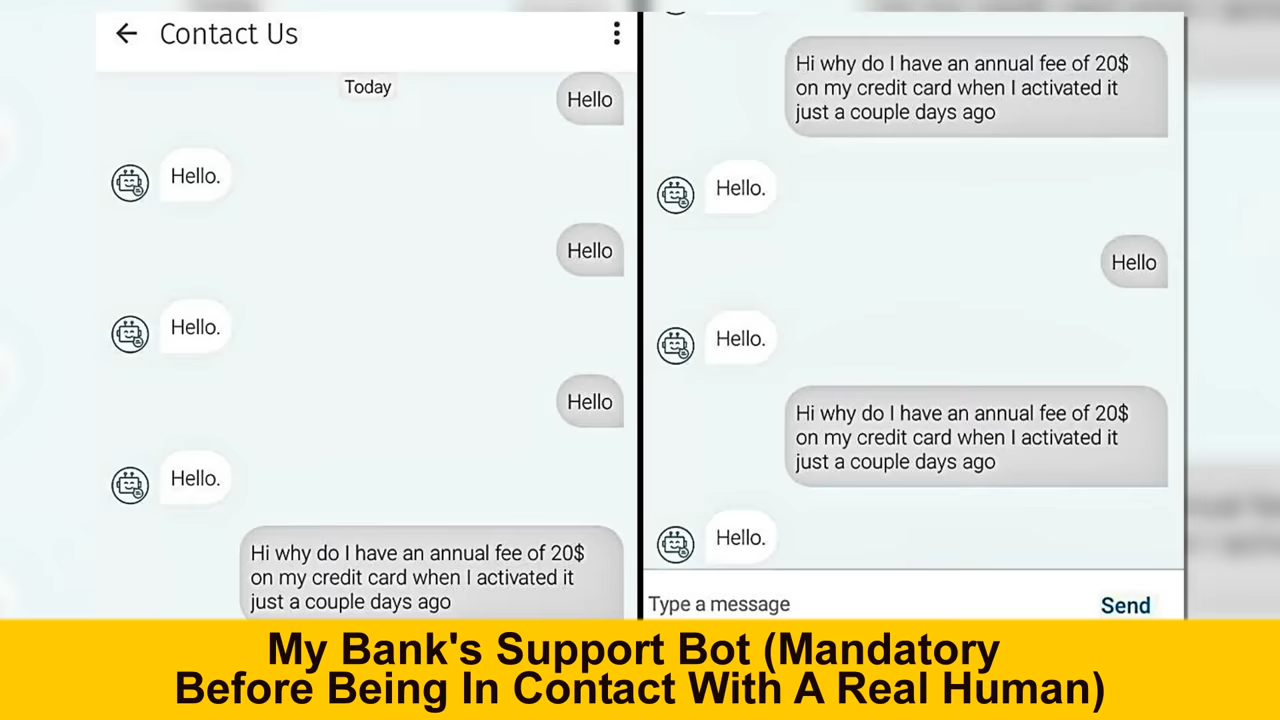 Contact Us
Today
Hello
Hello.
Hello
Hello.
Hello
Hello.
Hi why do I have an annual fee of 20$
on my credit card when I activated it
just a couple days ago
Hi why do I have an annual fee of 20$
on my credit card when I activated it
just a couple days ago
Hello.
Hello
Hello.
Hi why do I have an annual fee of 20$
on my credit card when I activated it
just a couple days ago
Hello.
Type a message
Send
My Bank's Support Bot (Mandatory
Before Being In Contact With A Real Human)